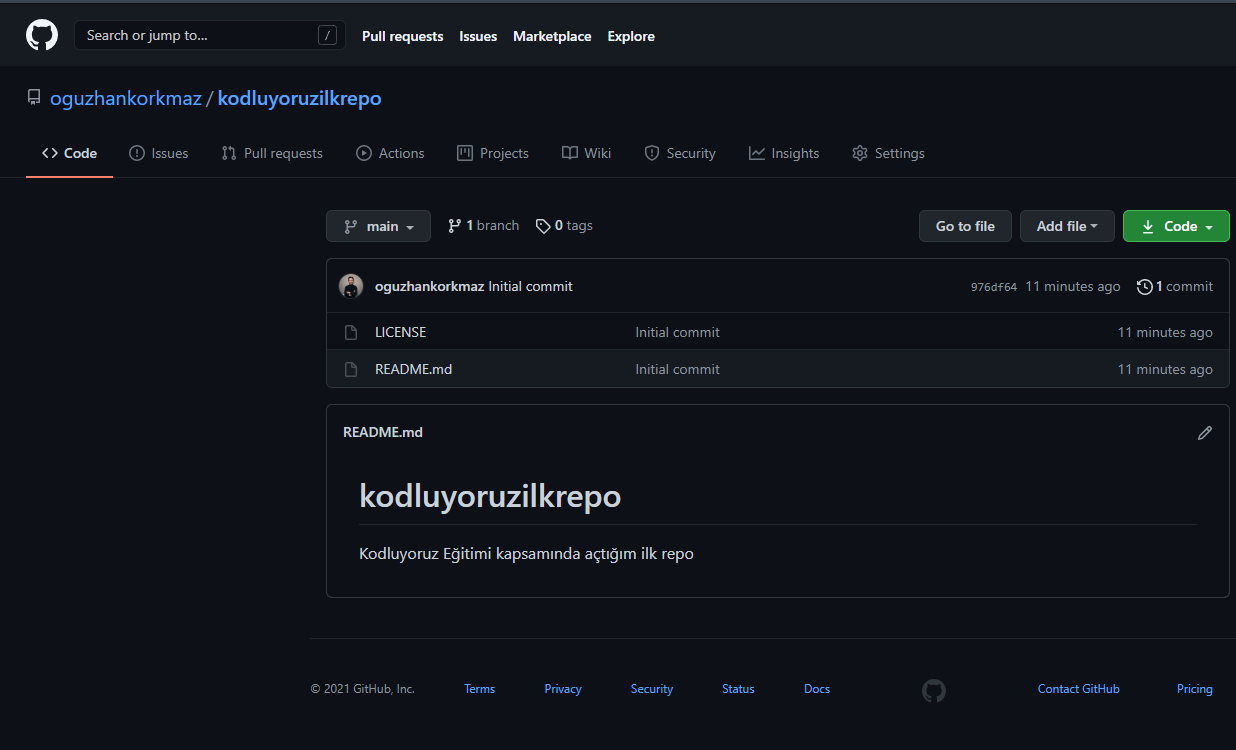 Search or jump to... / Pull requests Issues Marketplace Explore
oguzhankorkmaz / kodluyoruzilkrepo
Code Issues Pull requests Actions Projects Wiki Security Insights Settings
main 1 branch 0 tags Go to file Add file Code
oguzhankorkmaz Initial commit 976df64 11 minutes ago 1 commit
LICENSE Initial commit 11 minutes ago
README.md Initial commit 11 minutes ago
README.md
kodluyoruzilkrepo
Kodluyoruz Eğitimi kapsamında açtığım ilk repo
© 2021 GitHub, Inc. Terms Privacy Security Status Docs Contact GitHub Pricing